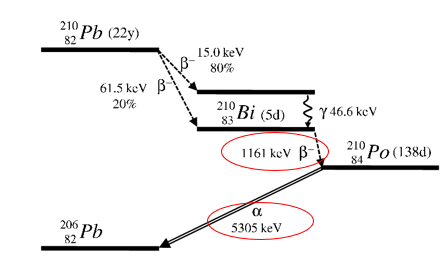 210
82 Pb (22y)
15.0 keV
β⁻ 80%
61.5 keV β⁻
20%
210
83 Bi (5d)
γ 46.6 keV
1161 keV β⁻
210
84 Po (138d)
α
5305 keV
206
82 Pb